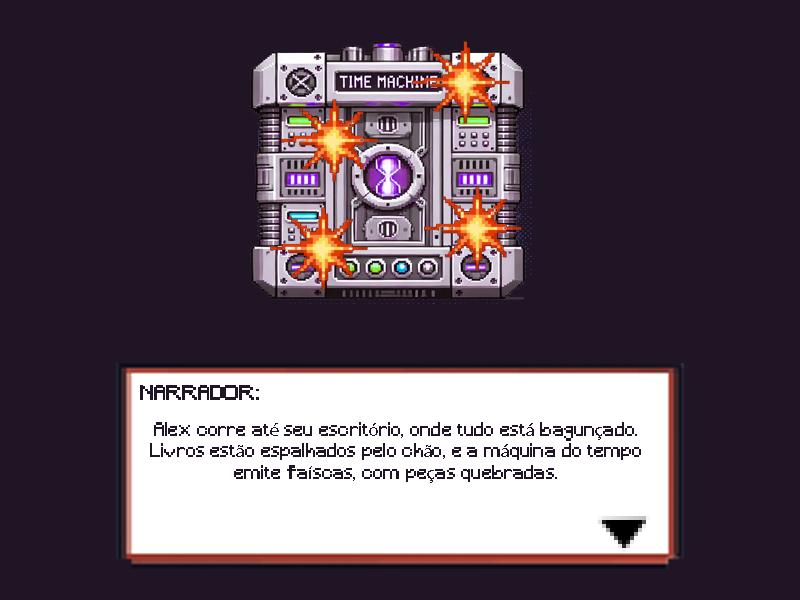 TIME MACHINE
NARRADOR:
Alex corre até seu escritório, onde tudo está bagunçado.
Livros estão espalhados pelo chão, e a máquina do tempo
emite faíscas, com peças quebradas.